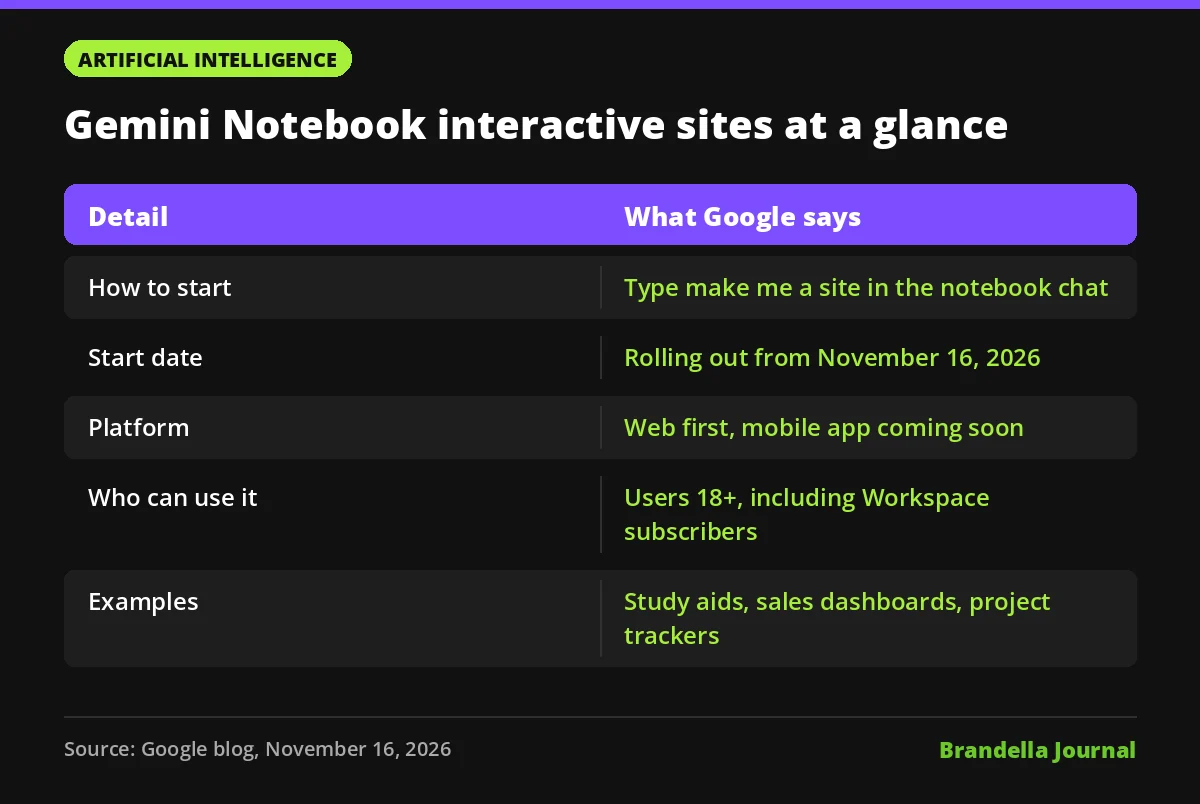 ARTIFICIAL INTELLIGENCE
Gemini Notebook interactive sites at a glance
Detail
What Google says
How to start
Type make me a site in the notebook chat
Start date
Rolling out from November 16, 2026
Platform
Web first, mobile app coming soon
Who can use it
Users 18+, including Workspace
subscribers
Examples
Study aids, sales dashboards, project
trackers
Source: Google blog, November 16, 2026
Brandella Journal